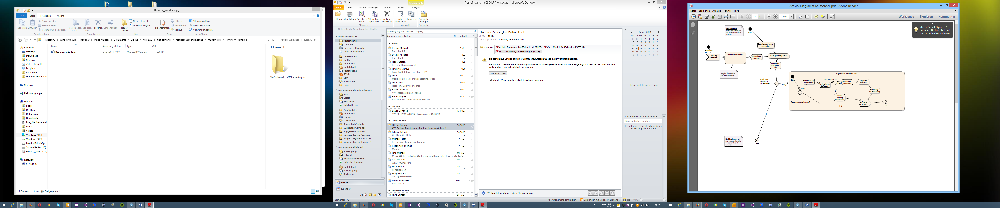 Review_Workshop_1
Datei Start Freigeben Ansicht
Kopieren Einfügen
Ausschneiden
Pfad kopieren
Verknüpfung einfügen
Verschieben nach
Kopieren nach
Löschen
Umbenennen
Neuer Ordner
Neues Element
Einfacher Zugriff
Eigenschaften
Öffnen
Bearbeiten
Verlauf
Alles auswählen
Nichts auswählen
Auswahl umkehren
Zwischenablage Organisieren Neu Öffnen Auswählen
Dieser PC Windows 8 (C:) Benutzer Mario Murrent Dokumente GitHub MIT_SAD first_semester requirements_engineering murrent_grill Review_Workshop_1
"Review_Workshop_1" durchs...
Name Änderungsdatum Typ Größe
Requirements.docx 21.01.2014 18:08 Microsoft Word D... 500 KB
Favoriten
Desktop
Downloads
SkyDrive
Zuletzt besucht
Dropbox
Öffentlich
Gemeinsamer Bereic
SkyDrive
Heimnetzgruppe
Dieser PC
Bilder
Desktop
Dokumente
Downloads
Eva _ Gerti (evagerti-
Musik
Videos
Windows 8 (C:)
Windows 7 (D:)
Lokaler Datenträger
System Backup (F:)
60894 (\\thomas11\
Netzwerk
STANDPC
1 Element
Verfügbarkeit: Offline verfügbar
1 Element Status: Freigegeben
Posteingang - 60894@fhwn.ac.at - Microsoft Outlook
Anlagentools
Datei Start Senden/Empfangen Ordner Ansicht Anlagen
Öffnen
Schnelldruck
Speichern unter
Alle Anlagen speichern
Anlage entfernen
Alle auswählen
Kopieren
Nachricht anzeigen
Aktionen Auswahl Nachricht
Ziehen Sie die Favoritenordner hierhin
60894@fhwn.ac.at
Posteingang
Entwürfe
Gesendete Elemente
Gelöschte Elemente
Deleted Items
Drafts
Junk E-mail
Junk-E-Mail
Postausgang
RSS-Feeds
Sent
Suchordner
Trash
mario.murrent@windowslive.com
Inbox
Drafts
Sent Items
Deleted Items
App Updates
Junk E-mail
Outbox
Suchordner
Suggested Contacts
Suggested Contacts1
Suggested Contacts2
Vorgeschlagene Kontakte
Vorgeschlagene Kontakte1
Vorgeschlagene Kontakte2
mario.murrent@itdata.at
Posteingang
Entwürfe
Gesendete Elemente
Gelöschte Elemente
Junk-E-Mail
Postausgang
Suchordner
E-Mail
Kalender
Posteingang durchsuchen (Strg+E)
Anordnen nach: Datum Neu nach alt
Heute
Drexler Michael 17:03
Datenbank 2
Drexler Michael 17:02
Datenbank 2
Pieber Stefan 14:39
Re: Projektmanagement
FLORIAN Markus 10:30
Fwd: Re: Database Essentials 2 ILV
Prezi 09:21
Mario, complete your Prezi account setup!
Prezi Team 09:18
Prezi.com: Verify your e-mail
Bauer Gottfried 09:12
AW: Präsentation am Freitag
Rudel Brigitte 08:22
AW: Kontaktdaten Christoph Schreyer
Gestern
Bauer Gottfried Mo 8:07
AW: MIT_PRM_WS2013 - Präsentation 24.1.2014
Letzte Woche
Pfleger Jürgen Sa 18.01
AW: Review Requirements Engineering - Workshop 1
Lehner Roland Sa 18.01
Geektool Geeklets
Michael Tesar Fr 17.01
Re: Review - Gruppeneinteilung
Rosenstein Thomas Fr 17.01
Money
Pata Michael Mi 15.01
Office 365 kostenlos für Studierende / Office 365 for free for students
Pata Michael Mi 15.01
WLAN fhwnsecure
chs.noverra Di 14.01
Kontaktdaten
Kopp Klaudia Di 14.01
WG: Qualitätszirkel
Woltron Thomas Mo 13.01
AW: DB2 Test
Vorletzte Woche
Khyo Günter So 12.01
Use Case Model_KaufSchnell.pdf
Größe: 72 KB
Zuletzt geändert: Samstag, 18. Jänner 2014
Nachricht Activity Diagramm_KaufSchnell.pdf (61 KB) Class Model_KaufSchnell.pdf (307 KB)
Use Case Model_KaufSchnell.pdf (72 KB)
Sie sollten nur Dateien aus einer vertrauenswürdigen Quelle in der Vorschau anzeigen.
Bei der Vorschau der Datei wird möglicherweise nicht der gesamte Inhalt der Datei angezeigt. Öffnen Sie die Datei, um den
vollständigen, aktuellen Inhalt anzuzeigen.
Dateivorschau
Vor der Vorschau dieses Dateityps immer warnen.
Weitere Informationen über: Pfleger Jürgen.
Jänner 2014
Mo Di Mi Do Fr Sa So
30 31 1 2 3 4 5
6 7 8 9 10 11 12
13 14 15 16 17 18 19
20 21 22 23 24 25 26
27 28 29 30 31 1 2
3 4 5 6 7 8 9
Keine anstehenden Termine.
Anordnen nach: Kennzeichen: F...
Neue Aufgabe eingeben
Es gibt keine Elemente, die in dieser
Ansicht angezeigt werden.
Elemente: 176 Alle Ordner sind aktualisiert. Verbunden mit Microsoft Exchange 100%
U: 0,00 kB/s
D: 0,00 kB/s
18:09
Activity Diagramm_KaufSchnell.pdf - Adobe Reader
Datei Bearbeiten Anzeige Fenster Hilfe
1 / 1 72,6% Werkzeuge Signieren Kommentar
Klicken Sie auf "Signieren",
um einer PDF-Datei Text und
Unterschriften hinzuzufügen.
Vorbedingung
Start
Bestellung an Lager
übermitteln
Lieferung auf
Lager
Lieferung
veranlasst
Wareneingang prüfen
Lagerstand
erhöhen
Verfügbarkeit prüfen
Versende
verfügbare
Teile
Tägliche Überprüfung
des Wareneingangs
Bestellung
vollständig
abgearbeitet?
[nein]
[ja]
Organisiere fehlende Teile
Start
Reservierung
vornehmen
Andere Lager
befragen
Ware vorhanden?
[nein]
Bei Einkauf
anfordern
Angebote
einholen
Bestellung
bei Bestbieter
[nein]
[ja]
Interne
Lieferung
veranlassen
Reservierung vorhanden?
Lieferung
veranlasst
[ja]
Ende
Nachbedingung: alle
gewünschten Produkte
wurden an Besteller
versandt
Ende